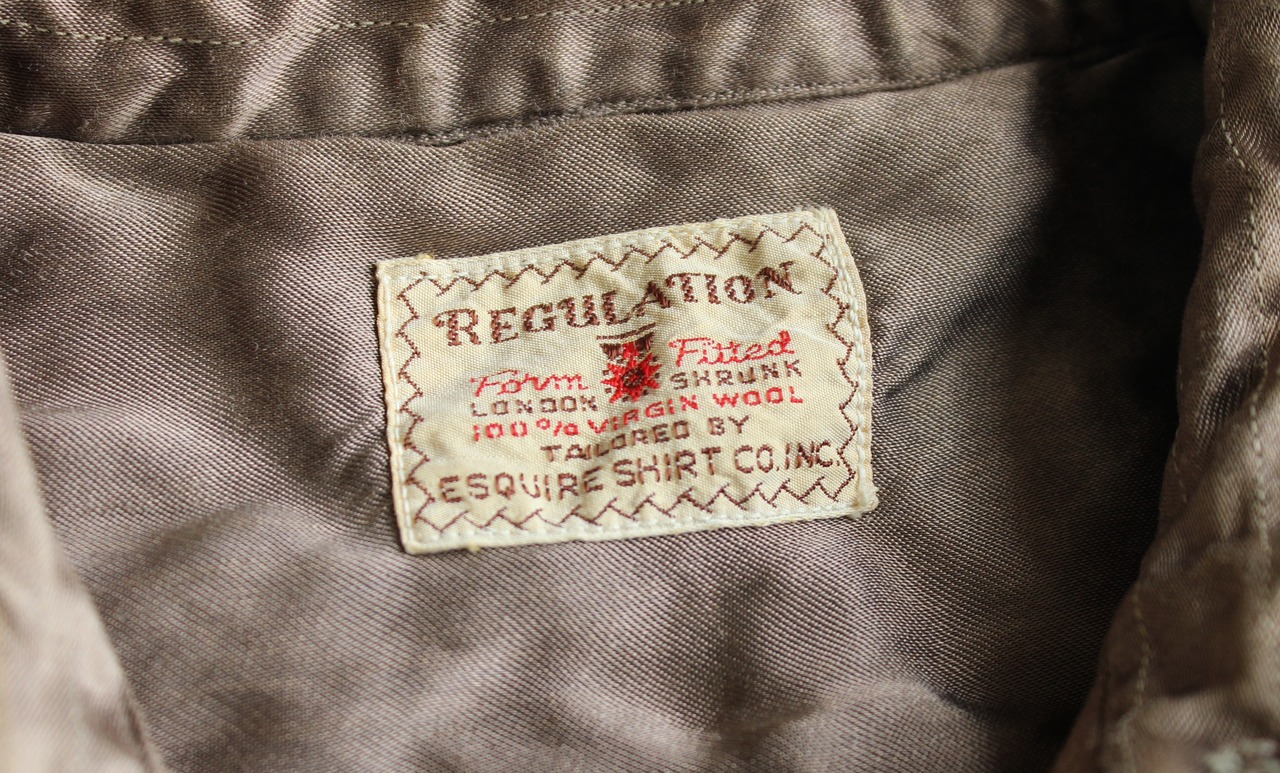 REGULATION
Form Fitted
LONDON SHRUNK
100% VIRGIN WOOL
TAILORED BY
ESQUIRE SHIRT CO. INC.